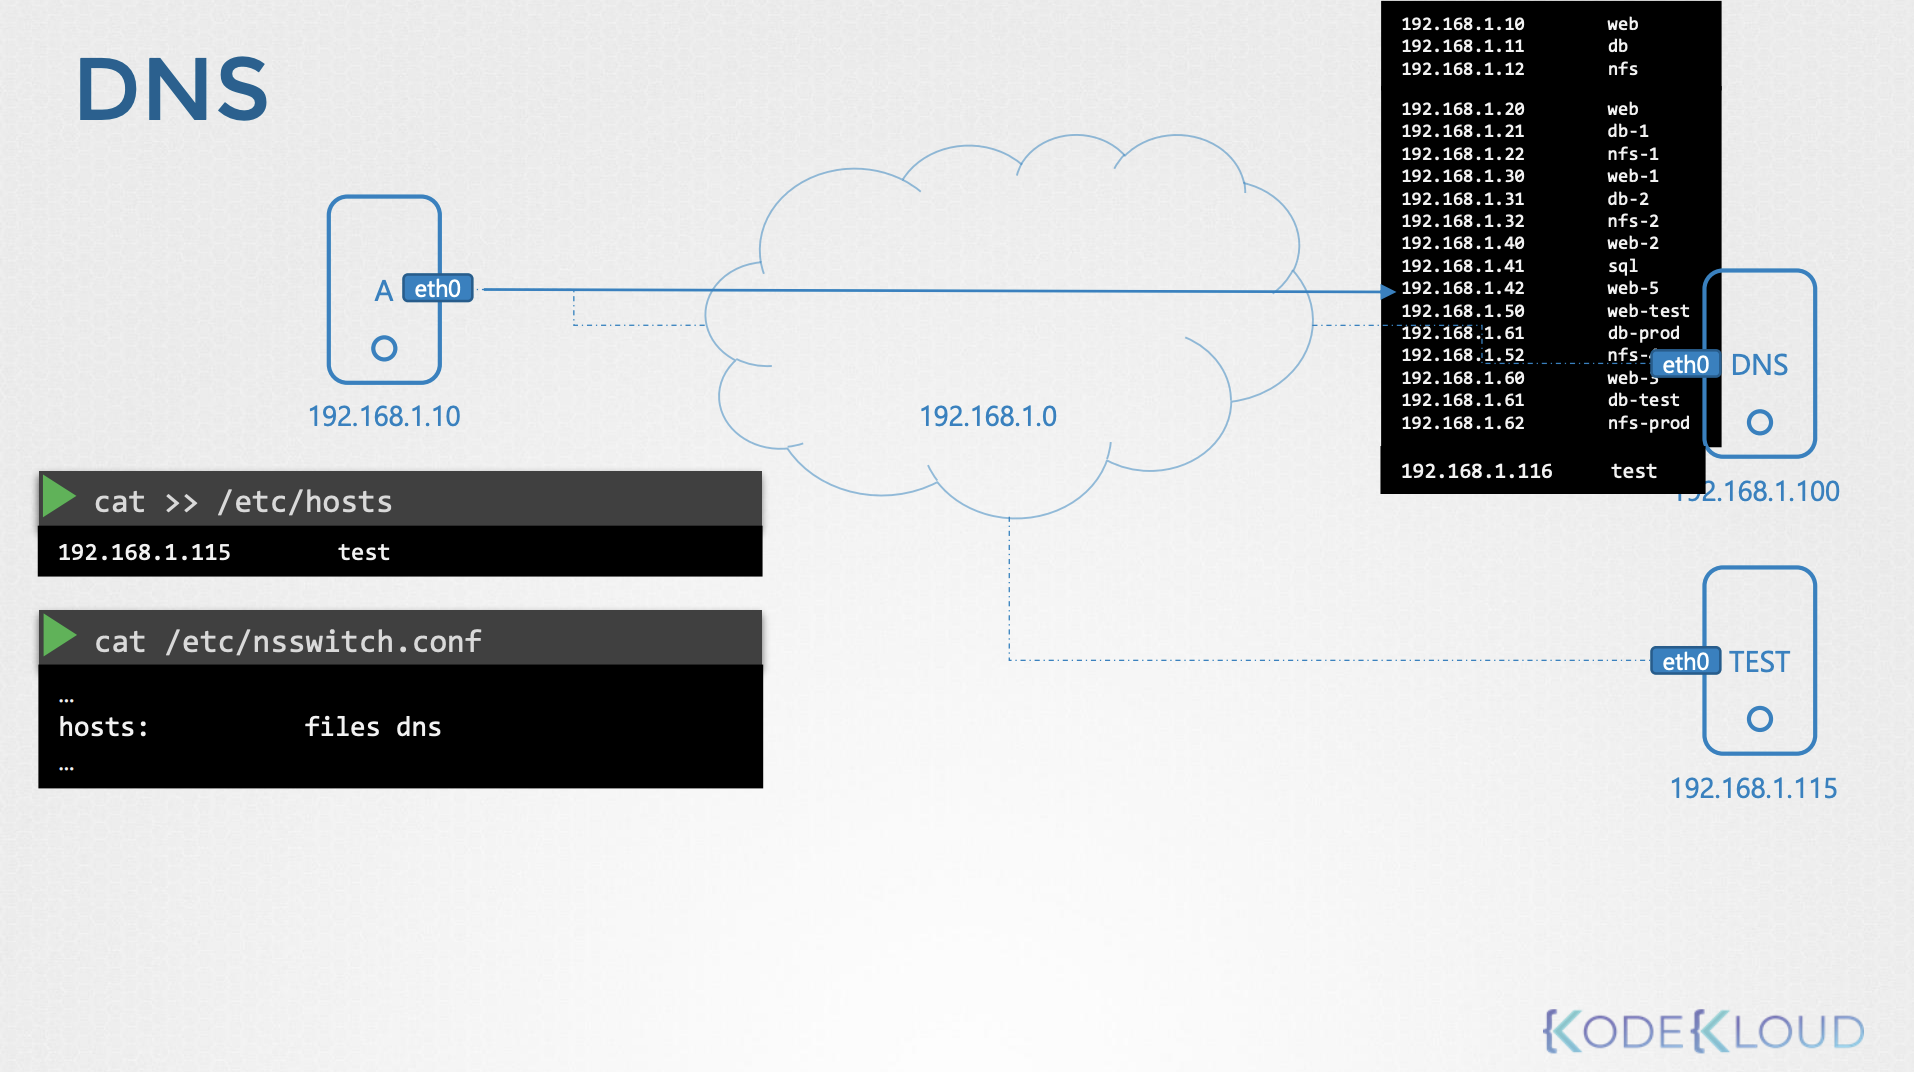 DNS
192.168.1.10 web
192.168.1.11 db
192.168.1.12 nfs
192.168.1.20 web
192.168.1.21 db-1
192.168.1.22 nfs-1
192.168.1.30 web-1
192.168.1.31 db-2
192.168.1.32 nfs-2
192.168.1.40 web-2
192.168.1.41 sql
192.168.1.42 web-5
192.168.1.50 web-test
192.168.1.61 db-prod
192.168.1.52
192.168.1.60 web-3
192.168.1.61 db-test
192.168.1.62 nfs-prod
192.168.1.116 test
A eth0
192.168.1.10
192.168.1.0
eth0 DNS
192.168.1.100
cat >> /etc/hosts
192.168.1.115 test
cat /etc/nsswitch.conf
…
hosts: files dns
…
eth0 TEST
192.168.1.115
KODEKLOUD